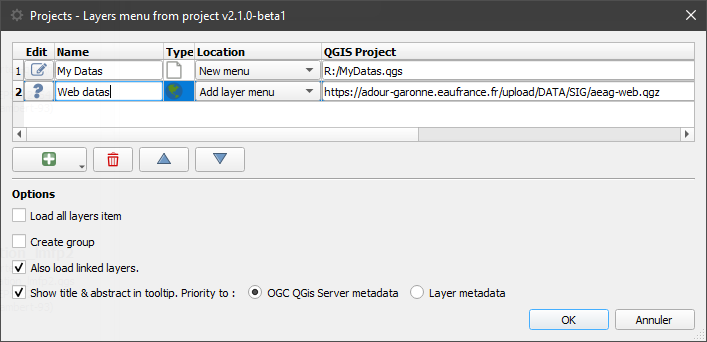 Projects - Layers menu from project v2.1.0-beta1
Edit Name Type Location QGIS Project
1 My Datas New menu R:/MyDatas.qgs
2 ? Web datas Add layer menu https://adour-garonne.eaufrance.fr/upload/DATA/SIG/aeag-web.qgz
Options
Load all layers item
Create group
Also load linked layers.
Show title & abstract in tooltip. Priority to : OGC QGis Server metadata Layer metadata
OK Annuler